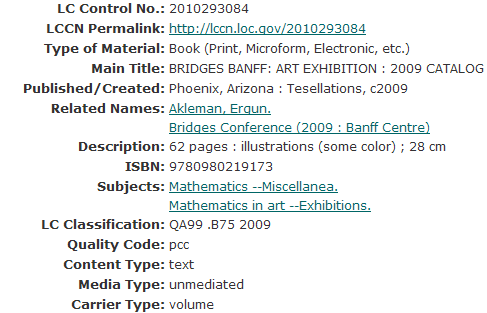 LC Control No.: 2010293084
LCCN Permalink: http://lccn.loc.gov/2010293084
Type of Material: Book (Print, Microform, Electronic, etc.)
Main Title: BRIDGES BANFF: ART EXHIBITION : 2009 CATALOG
Published/Created: Phoenix, Arizona : Tesellations, c2009
Related Names: Akleman, Ergun.
Bridges Conference (2009 : Banff Centre)
Description: 62 pages : illustrations (some color) ; 28 cm
ISBN: 9780980219173
Subjects: Mathematics --Miscellanea.
Mathematics in art --Exhibitions.
LC Classification: QA99 .B75 2009
Quality Code: pcc
Content Type: text
Media Type: unmediated
Carrier Type: volume